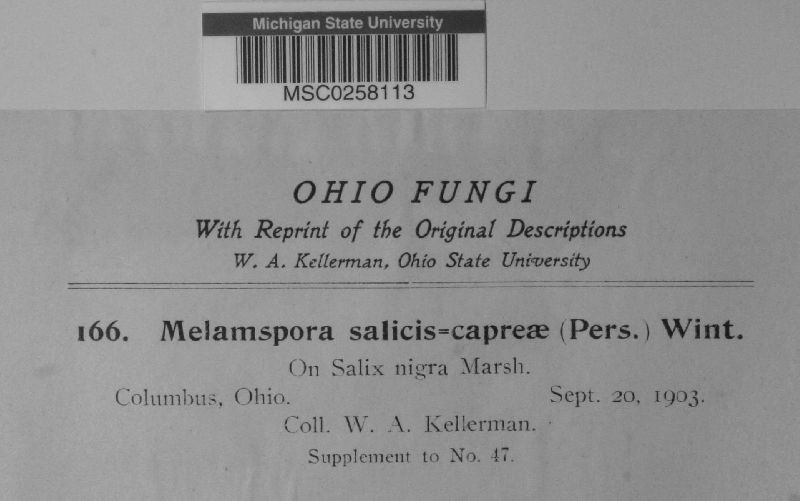 Michigan State University
MSC0258113
OHIO FUNGI
With Reprint of the Original Descriptions
W. A. Kellerman, Ohio State University
166. Melamspora salicis=capreæ (Pers.) Wint.
On Salix nigra Marsh.
Columbus, Ohio. Sept. 20, 1903.
Coll. W. A. Kellerman.
Supplement to No. 47.